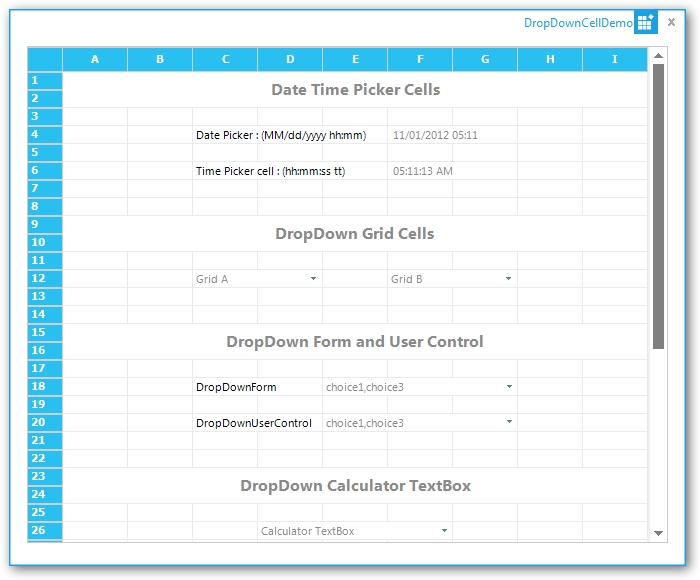 DropDownCellDemo
A B C D E F G H I
1
Date Time Picker Cells
2
3
4 Date Picker : (MM/dd/yyyy hh:mm) 11/01/2012 05:11
5
6 Time Picker cell : (hh:mm:ss tt) 05:11:13 AM
7
8
9
DropDown Grid Cells
10
11
12 Grid A Grid B
13
14
15
DropDown Form and User Control
16
17
18 DropDownForm choice1,choice3
19
20 DropDownUserControl choice1,choice3
21
22
23
DropDown Calculator TextBox
24
25
26 Calculator TextBox